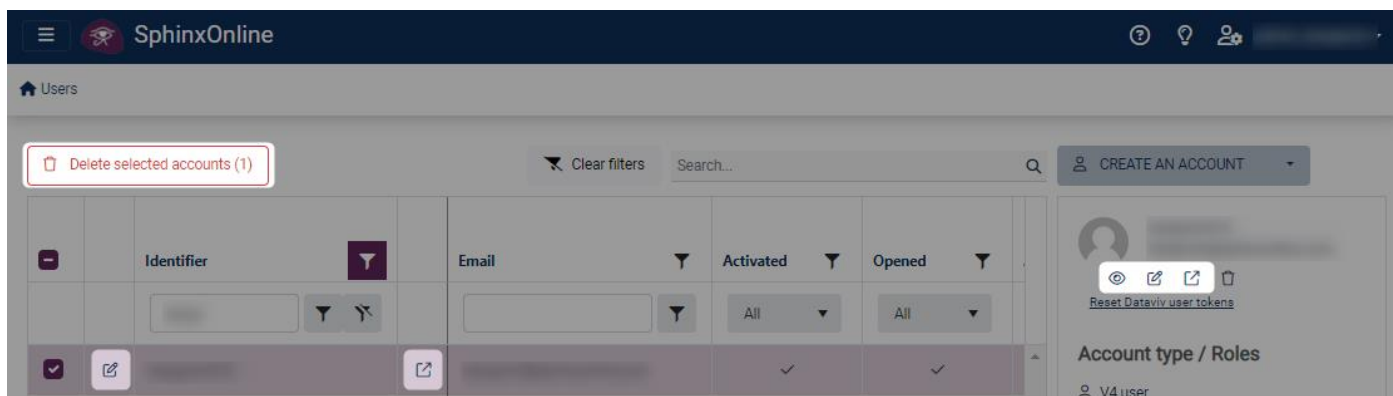 SphinxOnline
Users
Delete selected accounts (1)
Clear filters
Search...
CREATE AN ACCOUNT
Identifier
Email
Activated
Opened
All
All
Reset Dataviv user tokens
Account type / Roles
V4 user